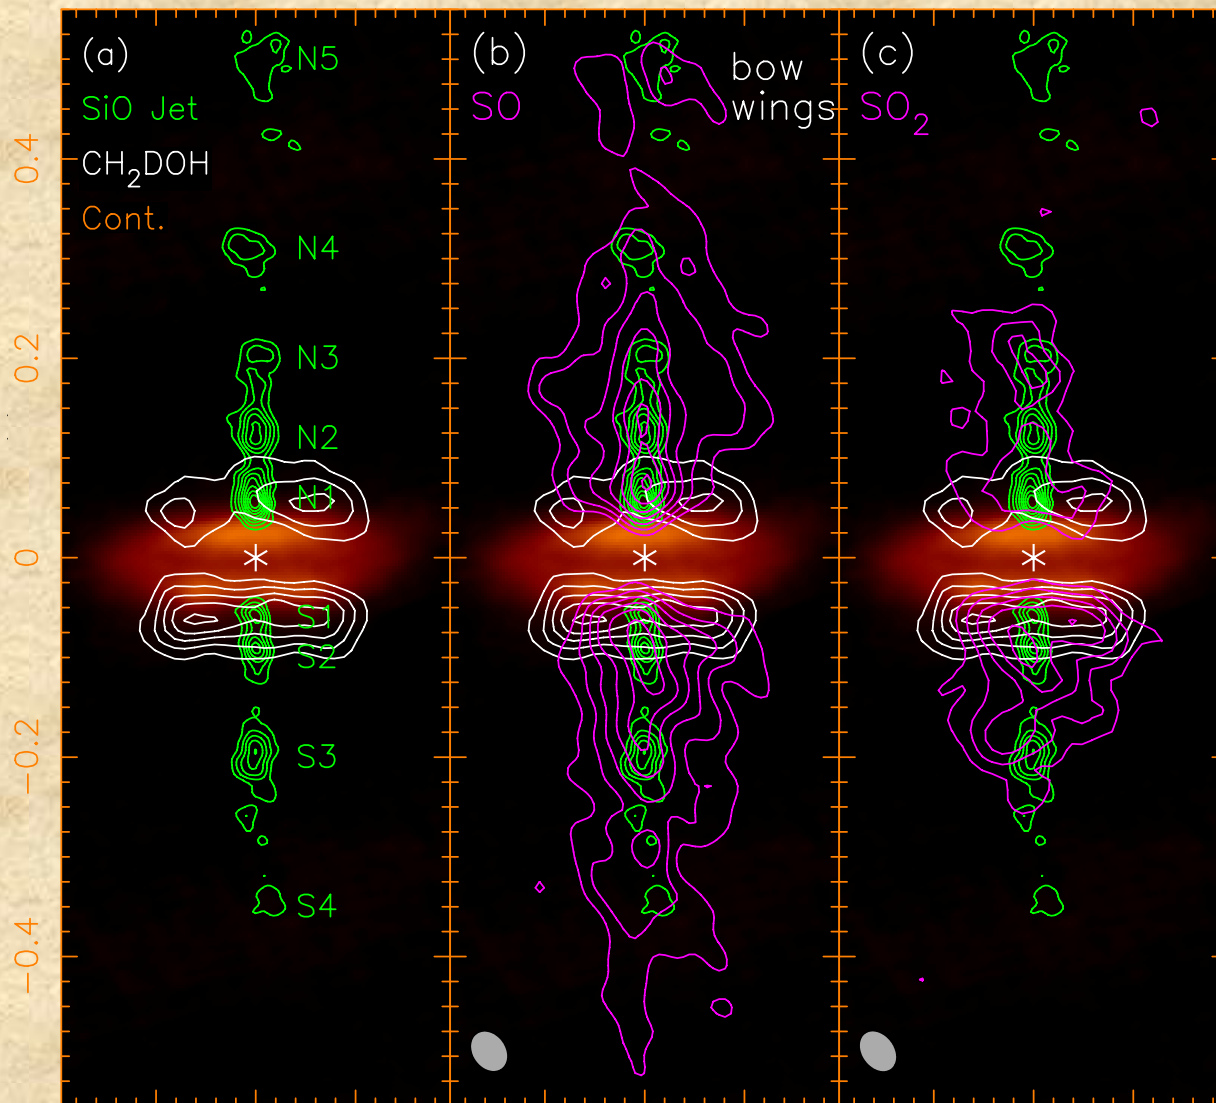 (a)
SiO Jet
CH₂DOH
Cont.
N5
N4
N3
N2
N1
S1
S2
S3
S4
(b)
SO
bow
wings
(c)
SO₂
0.4
0.2
0
−0.2
−0.4